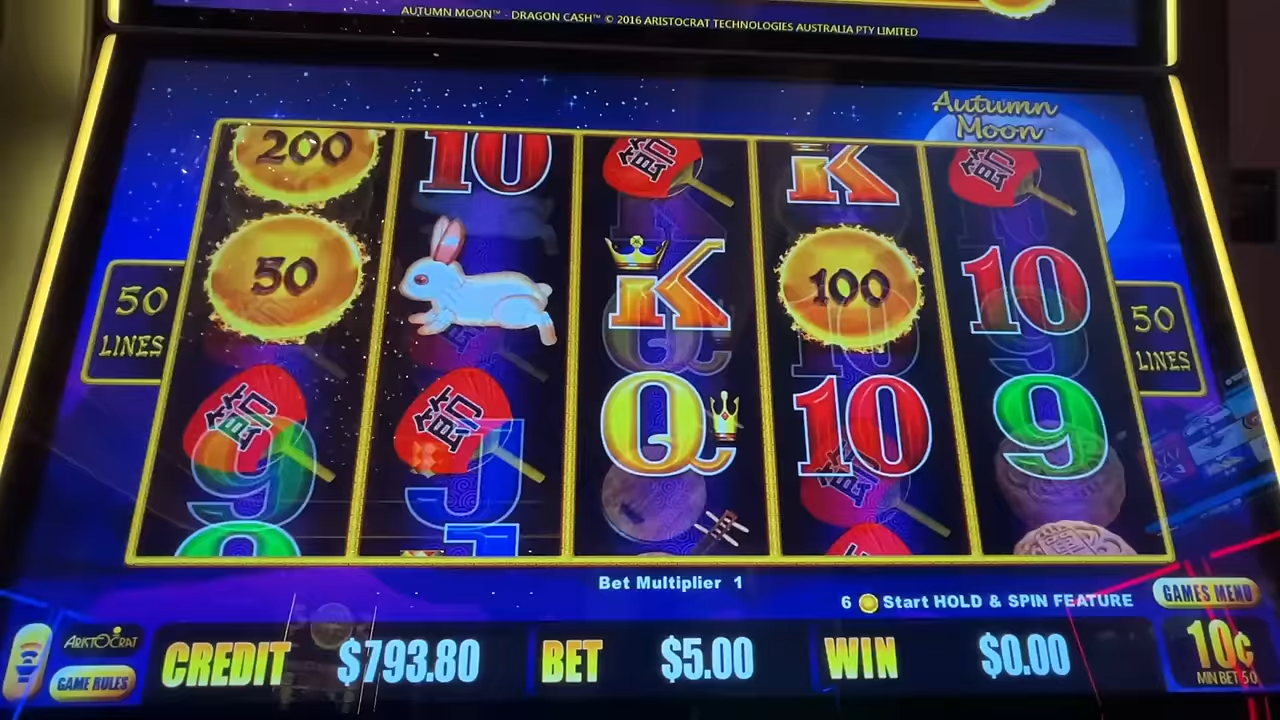 AUTUMN MOON™ - DRAGON CASH™ © 2016 ARISTOCRAT TECHNOLOGIES AUSTRALIA PTY LIMITED
Autumn
Moon
200
10
K
50
K
100
10
50
LINES
50
LINES
Q
10
9
9
J
9
J
Bet Multiplier 1
6 Start HOLD & SPIN FEATURE
GAMES MENU
ARISTOCRAT
GAME RULES
CREDIT $793.80 BET $5.00 WIN $0.00
10¢
MIN BET 50